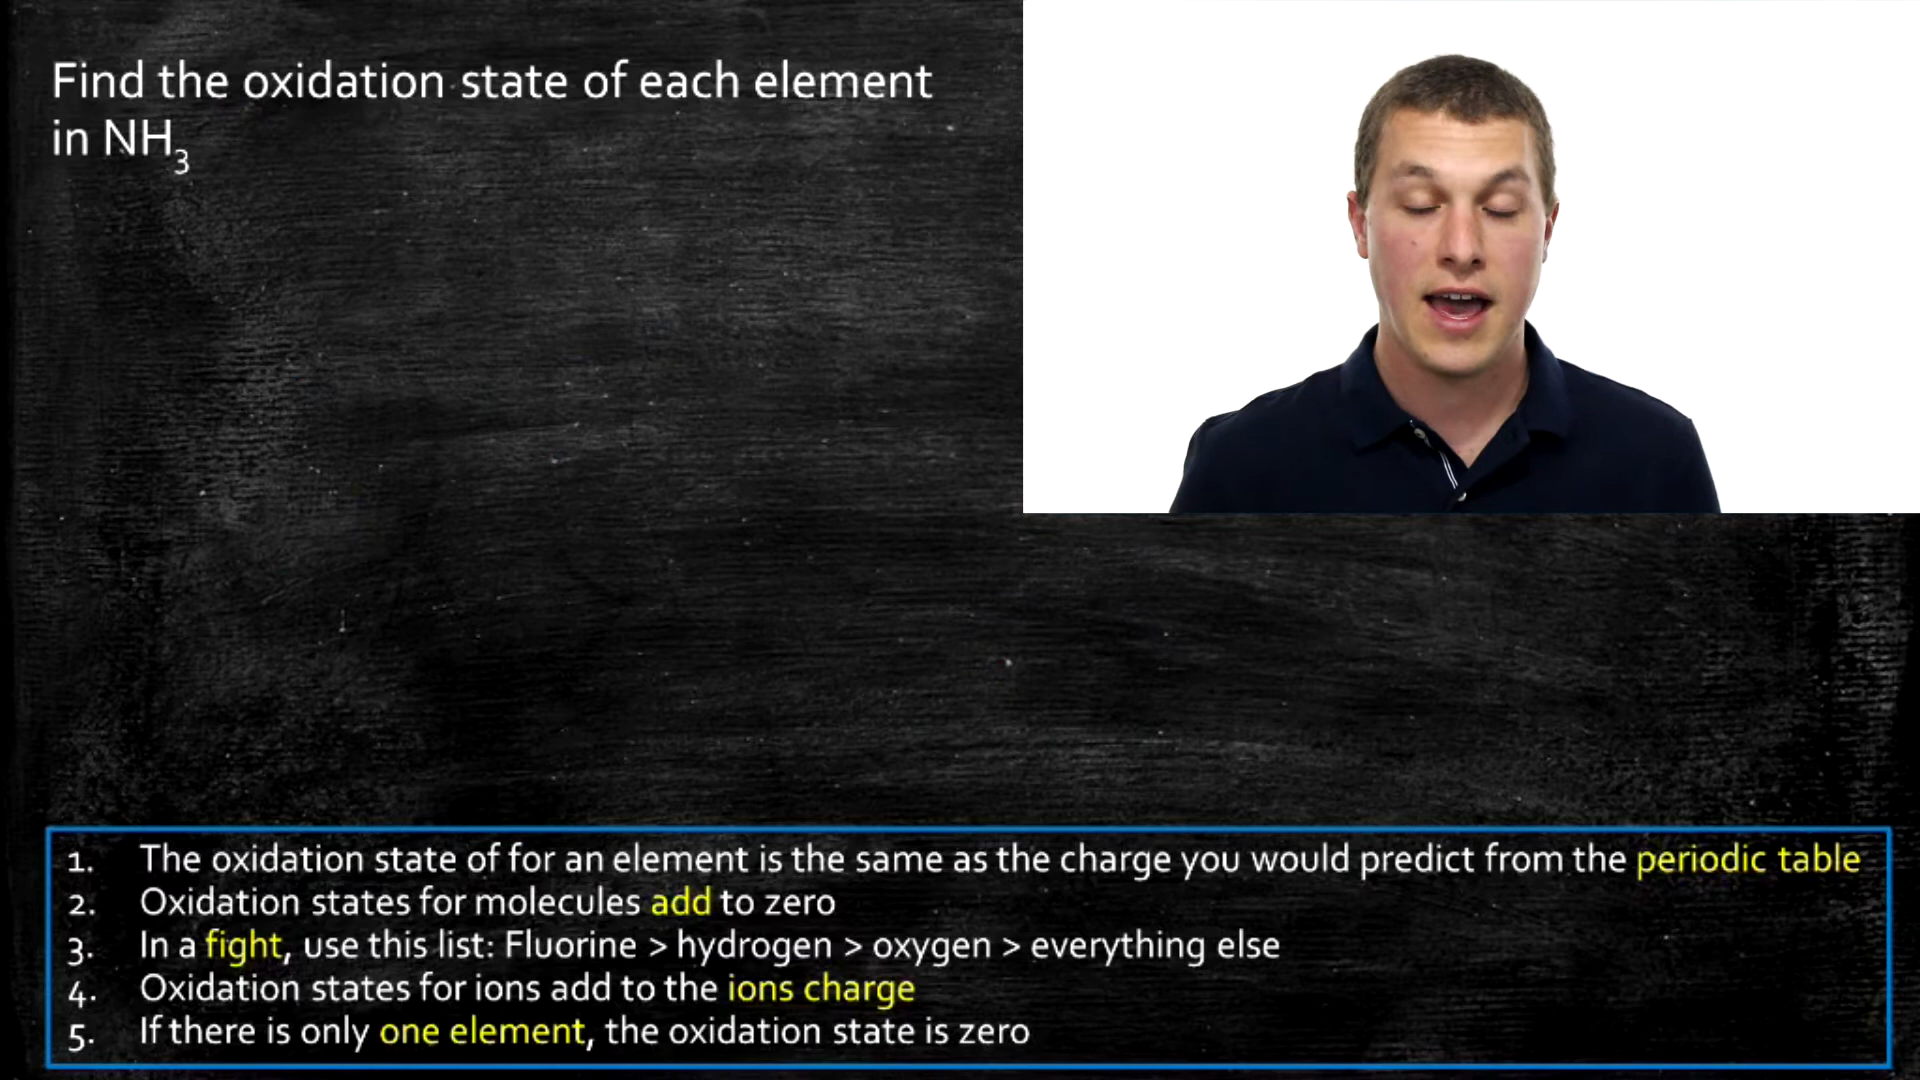 Find the oxidation state of each element
in NH₃
1. The oxidation state of for an element is the same as the charge you would predict from the periodic table
2. Oxidation states for molecules add to zero
3. In a fight, use this list: Fluorine > hydrogen > oxygen > everything else
4. Oxidation states for ions add to the ions charge
5. If there is only one element, the oxidation state is zero